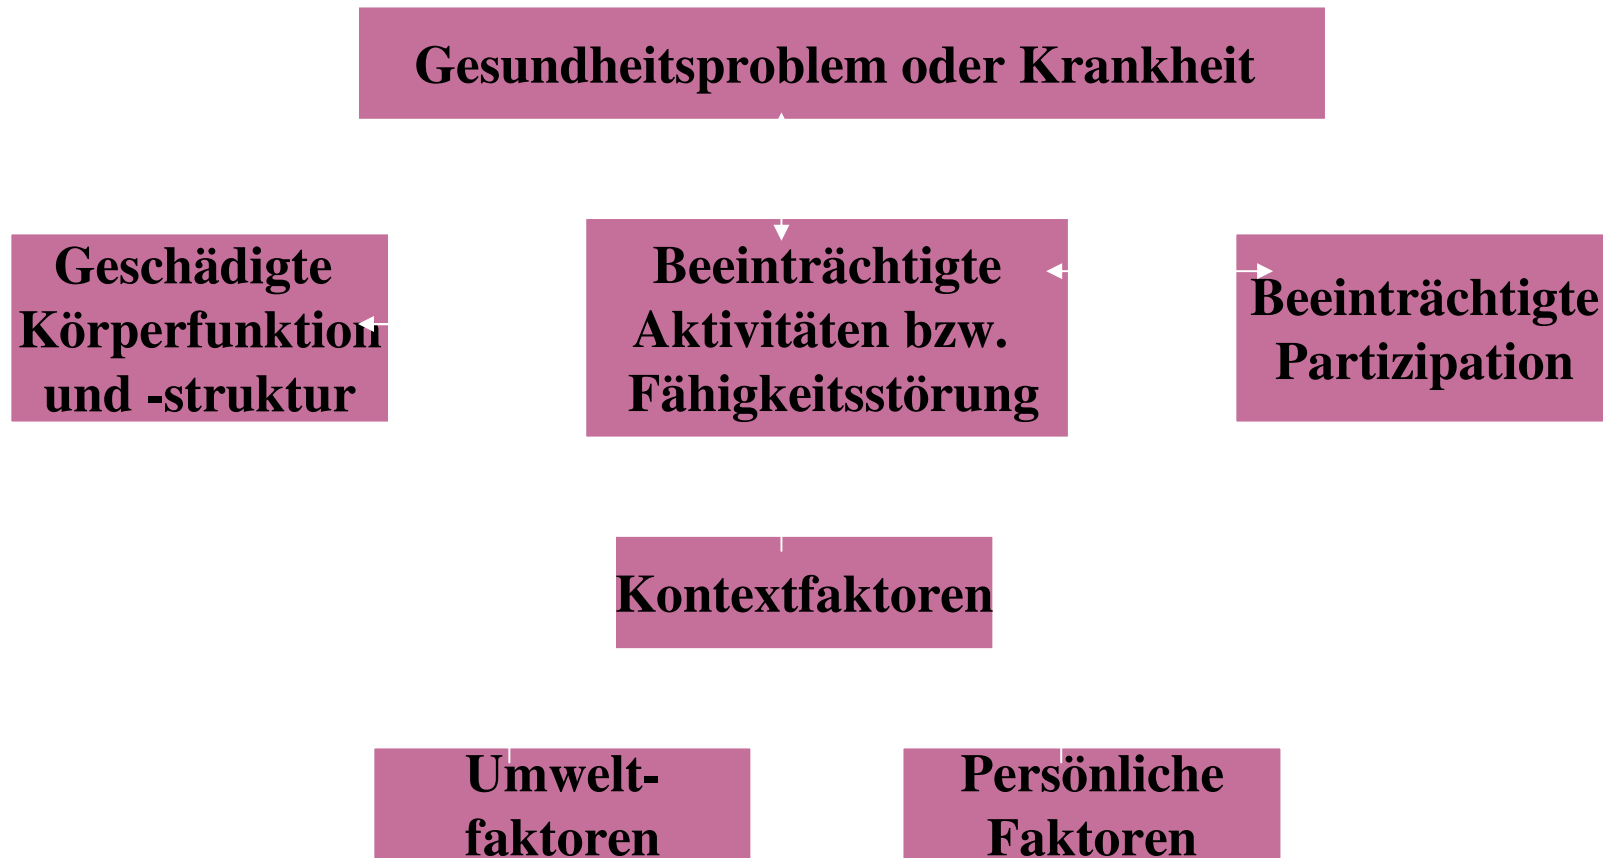 Gesundheitsproblem oder Krankheit
Geschädigte
Körperfunktion
und -struktur
Beeinträchtigte
Aktivitäten bzw.
Fähigkeitsstörung
Beeinträchtigte
Partizipation
Kontextfaktoren
Umwelt-
faktoren
Persönliche
Faktoren